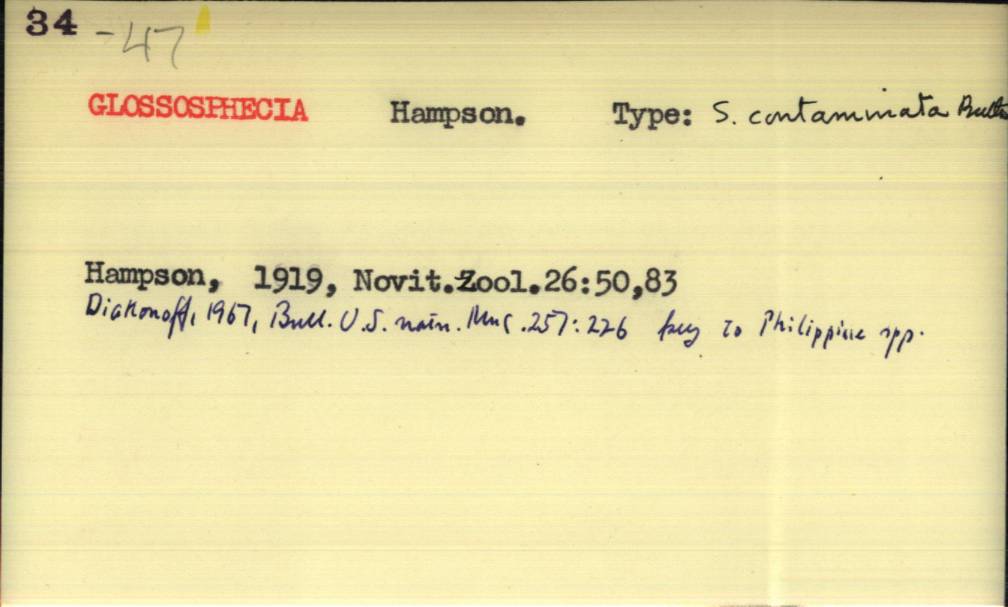 34 -47
GLOSSOSPHECIA Hampson. Type: S. contaminata
Hampson, 1919, Novit.Zool.26:50,83
Diakonoff, 1967, Bull. U.S. natn. Mus. 257: 226 key to Philippine spp.